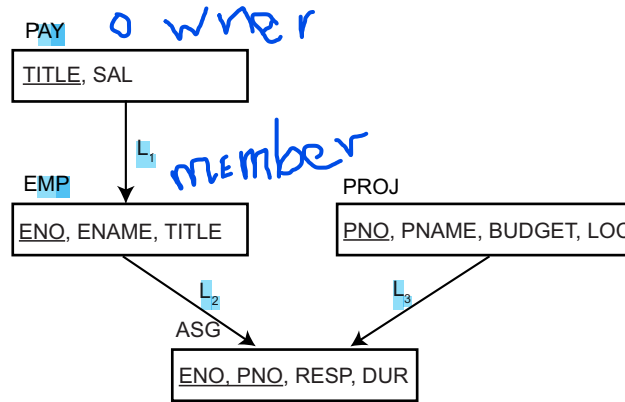 PAY owner
TITLE, SAL
L1
member
EMP
PROJ
ENO, ENAME, TITLE
PNO, PNAME, BUDGET, LOC
L2
L3
ASG
ENO, PNO, RESP, DUR